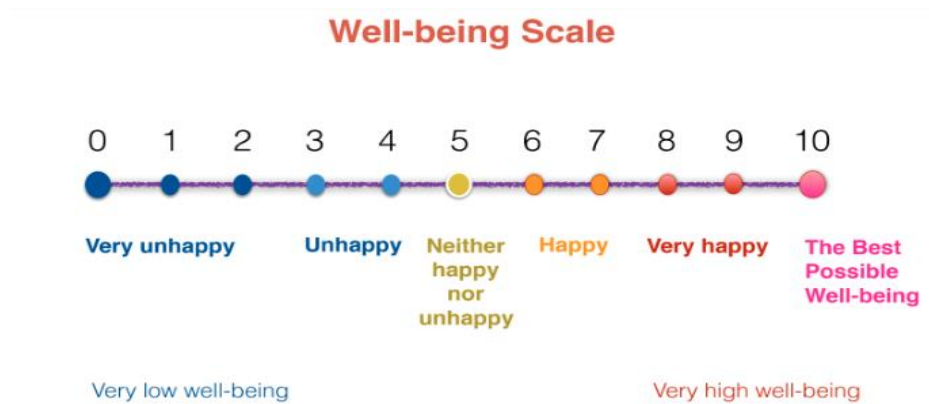 Well-being Scale
0 1 2 3 4 5 6 7 8 9 10
Very unhappy
Unhappy
Neither
happy
nor
unhappy
Happy
Very happy
The Best
Possible
Well-being
Very low well-being
Very high well-being